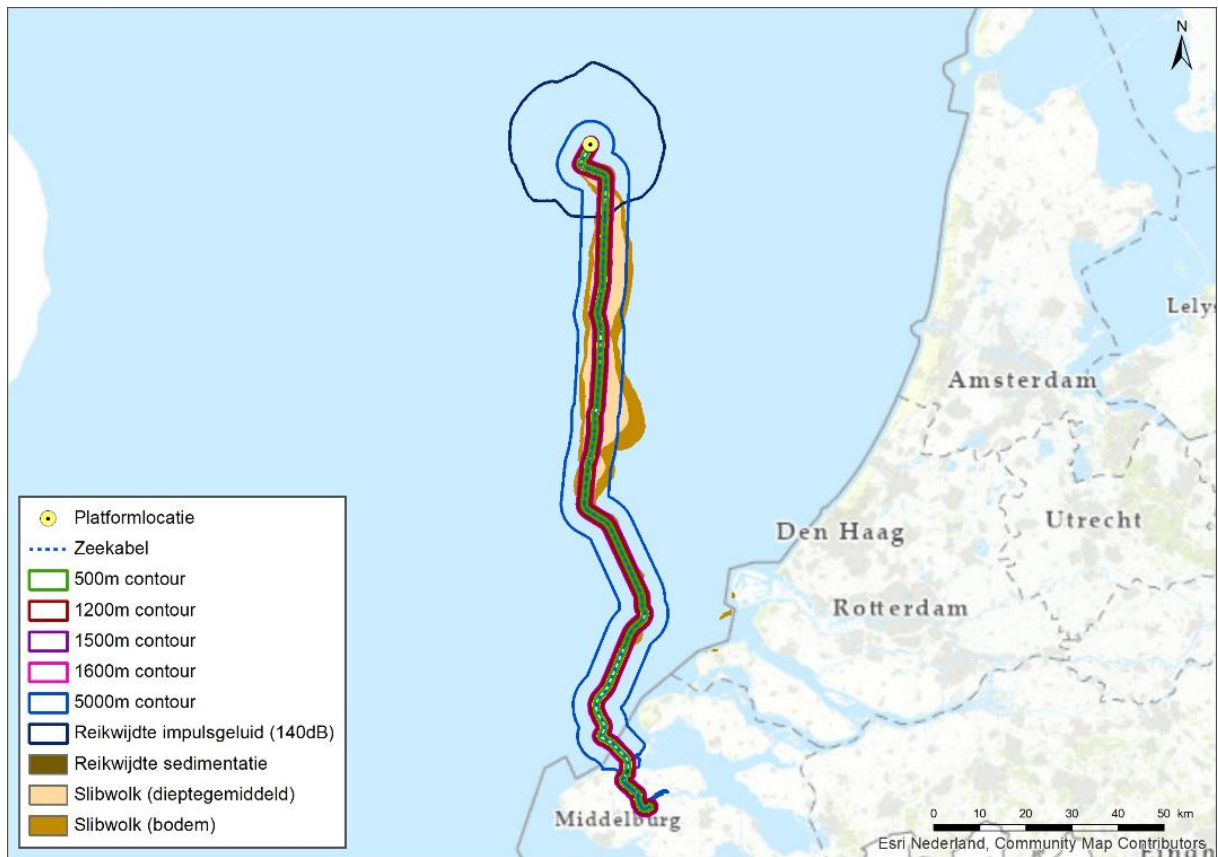 N
Lelys
Amsterdam
Den Haag
Utrecht
Rotterdam
Middelburg
Platformlocatie
Zeekabel
500m contour
1200m contour
1500m contour
1600m contour
5000m contour
Reikwijdte impulsgeluid (140dB)
Reikwijdte sedimentatie
Slibwolk (dieptegemiddeld)
Slibwolk (bodem)
0 10 20 30 40 50 km
Esri Nederland, Community Map Contributors